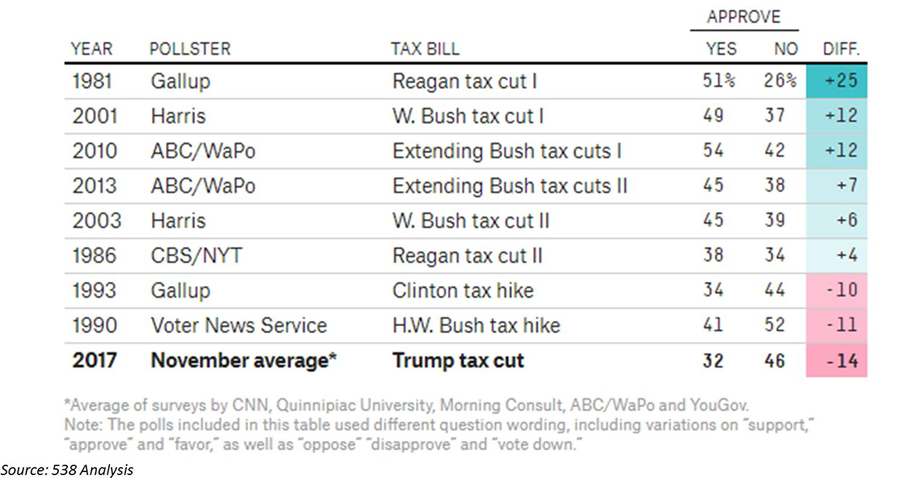 APPROVE
YEAR POLLSTER TAX BILL YES NO DIFF.
1981 Gallup Reagan tax cut I 51% 26% +25
2001 Harris W. Bush tax cut I 49 37 +12
2010 ABC/WaPo Extending Bush tax cuts I 54 42 +12
2013 ABC/WaPo Extending Bush tax cuts II 45 38 +7
2003 Harris W. Bush tax cut II 45 39 +6
1986 CBS/NYT Reagan tax cut II 38 34 +4
1993 Gallup Clinton tax hike 34 44 -10
1990 Voter News Service H.W. Bush tax hike 41 52 -11
2017 November average* Trump tax cut 32 46 -14
*Average of surveys by CNN, Quinnipiac University, Morning Consult, ABC/WaPo and YouGov.
Note: The polls included in this table used different question wording, including variations on "support,"
"approve" and "favor," as well as "oppose" "disapprove" and "vote down."
Source: 538 Analysis